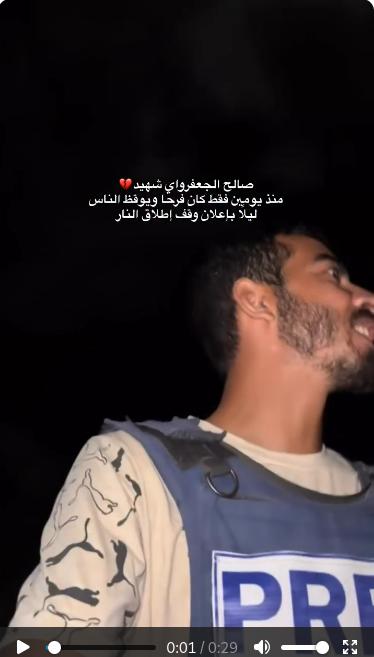 صالح الجعفرواي شهيد💔
منذ يومين فقط كان فرحًا ويوقظ الناس
ليلًا بإعلان وقف إطلاق النار
PRE
0:01 / 0:29